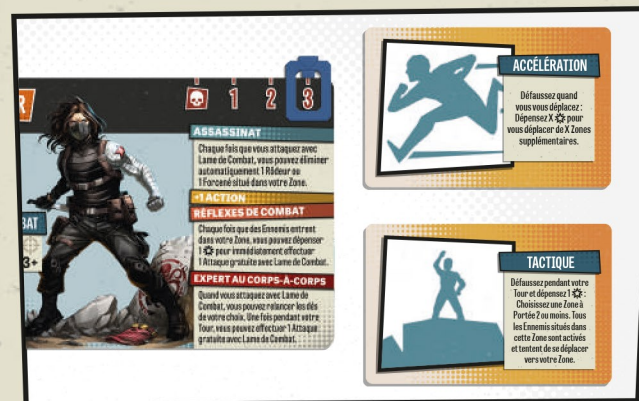 R
1 2 3
BAT
3+
ASSASSINAT
Chaque fois que vous attaquez avec
Lame de Combat, vous pouvez éliminer
automatiquement 1 Rôdeur ou
1 Forcené situé dans votre Zone.
+1 ACTION
RÉFLEXES DE COMBAT
Chaque fois que des Ennemis entrent
dans votre Zone, vous pouvez dépenser
1 pour immédiatement effectuer
1 Attaque gratuite avec Lame de Combat.
EXPERT AU CORPS-À-CORPS
Quand vous attaquez avec Lame de
Combat, vous pouvez relancer les dés
de votre choix. Une fois pendant votre
Tour, vous pouvez effectuer 1 Attaque
gratuite avec Lame de Combat.
ACCÉLÉRATION
Défaussez quand
vous vous déplacez :
Dépensez X pour
vous déplacer de X Zones
supplémentaires.
TACTIQUE
Défaussez pendant votre
Tour et dépensez 1 :
Choisissez une Zone à
Portée 2 ou moins. Tous
les Ennemis situés dans
cette Zone sont activés
et tentent de se déplacer
vers votre Zone.